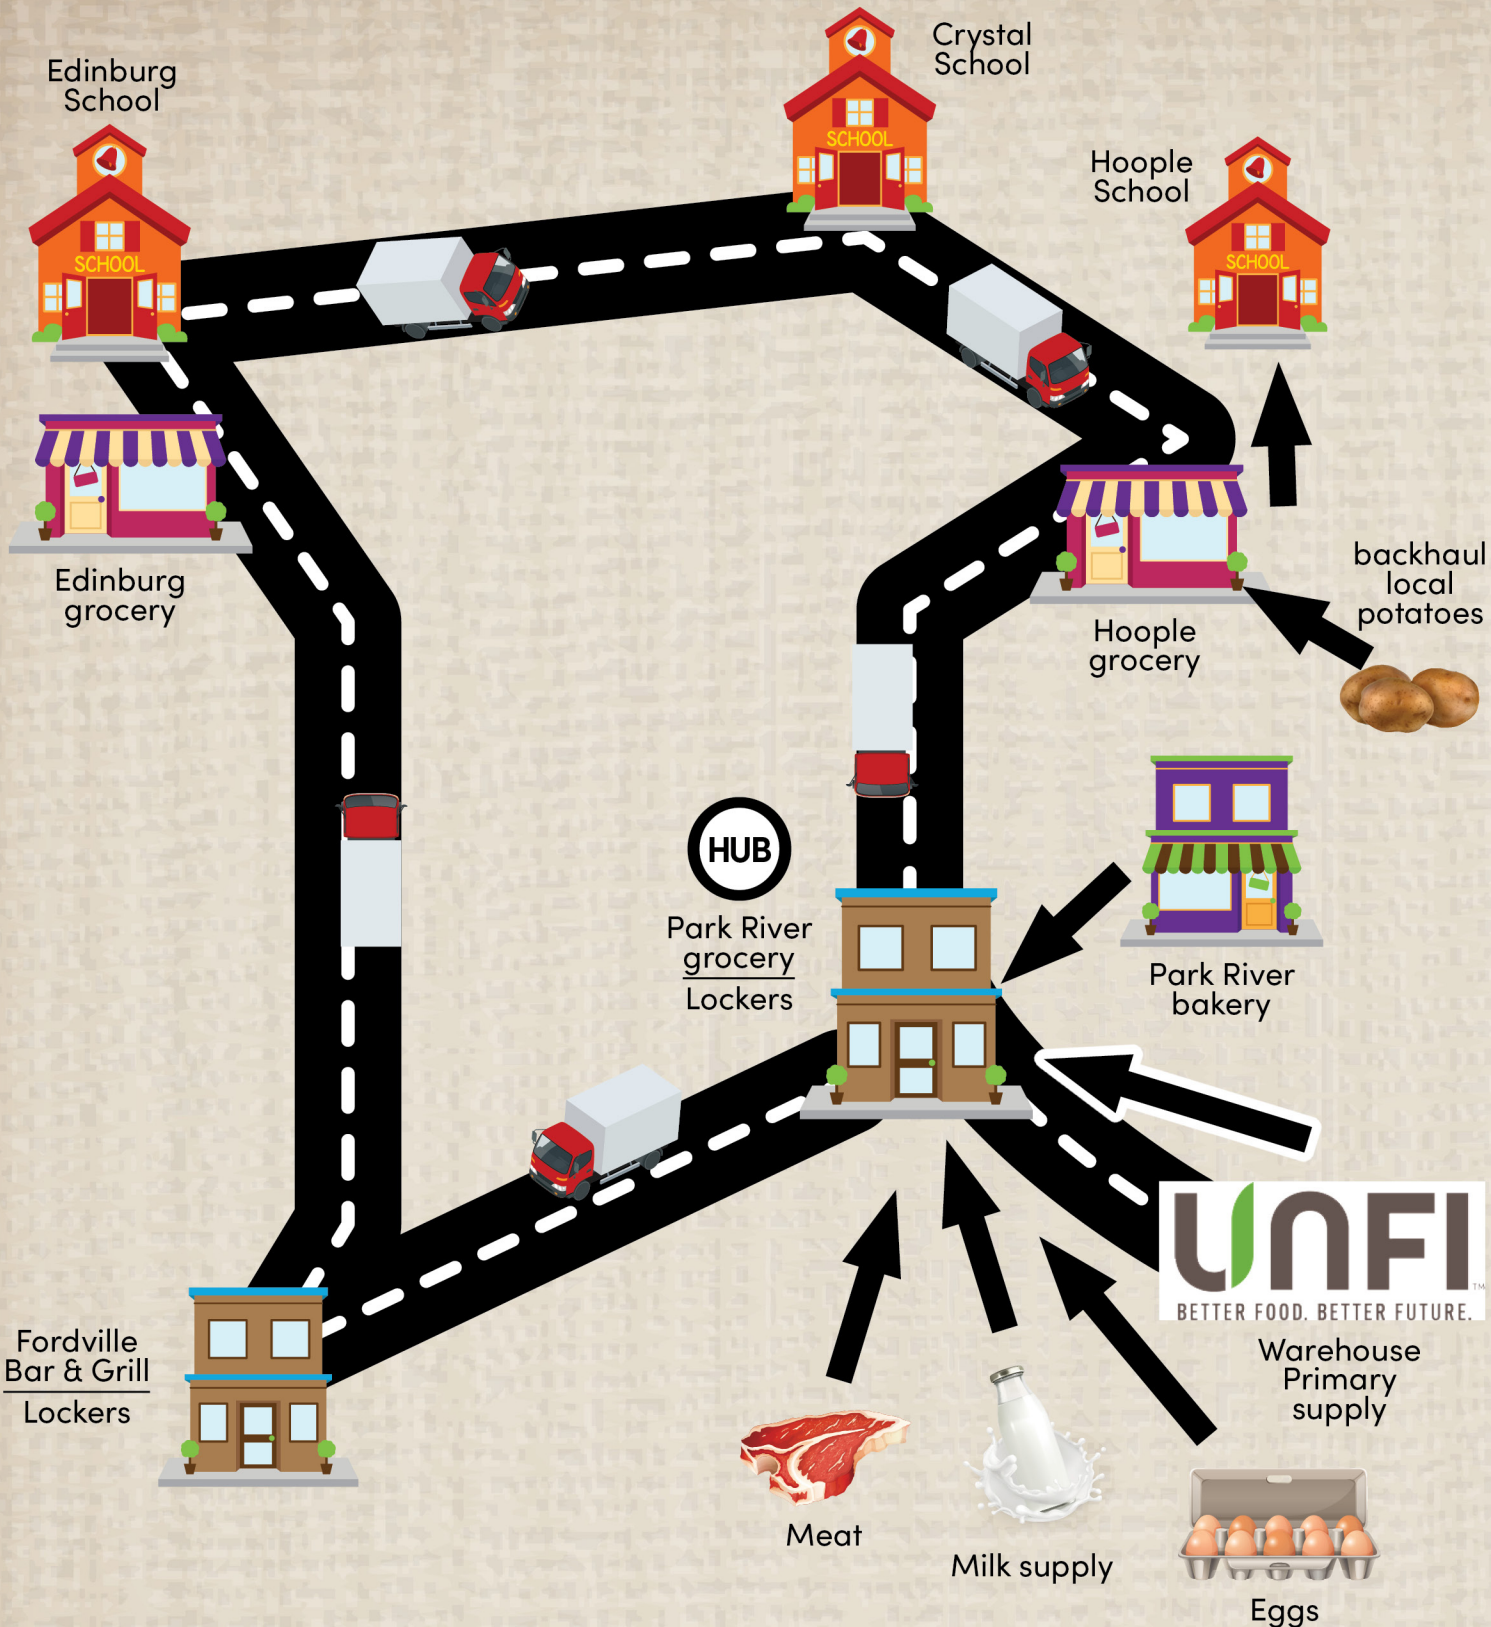 Crystal
School
Edinburg
School
SCHOOL
Hoople
School
SCHOOL
SCHOOL
Edinburg
grocery
backhaul
local
potatoes
Hoople
grocery
HUB
Park River
grocery
Lockers
Park River
bakery
UNFI
TM
BETTER FOOD. BETTER FUTURE.
Warehouse
Primary
supply
Fordville
Bar & Grill
Lockers
Meat
Milk supply
Eggs